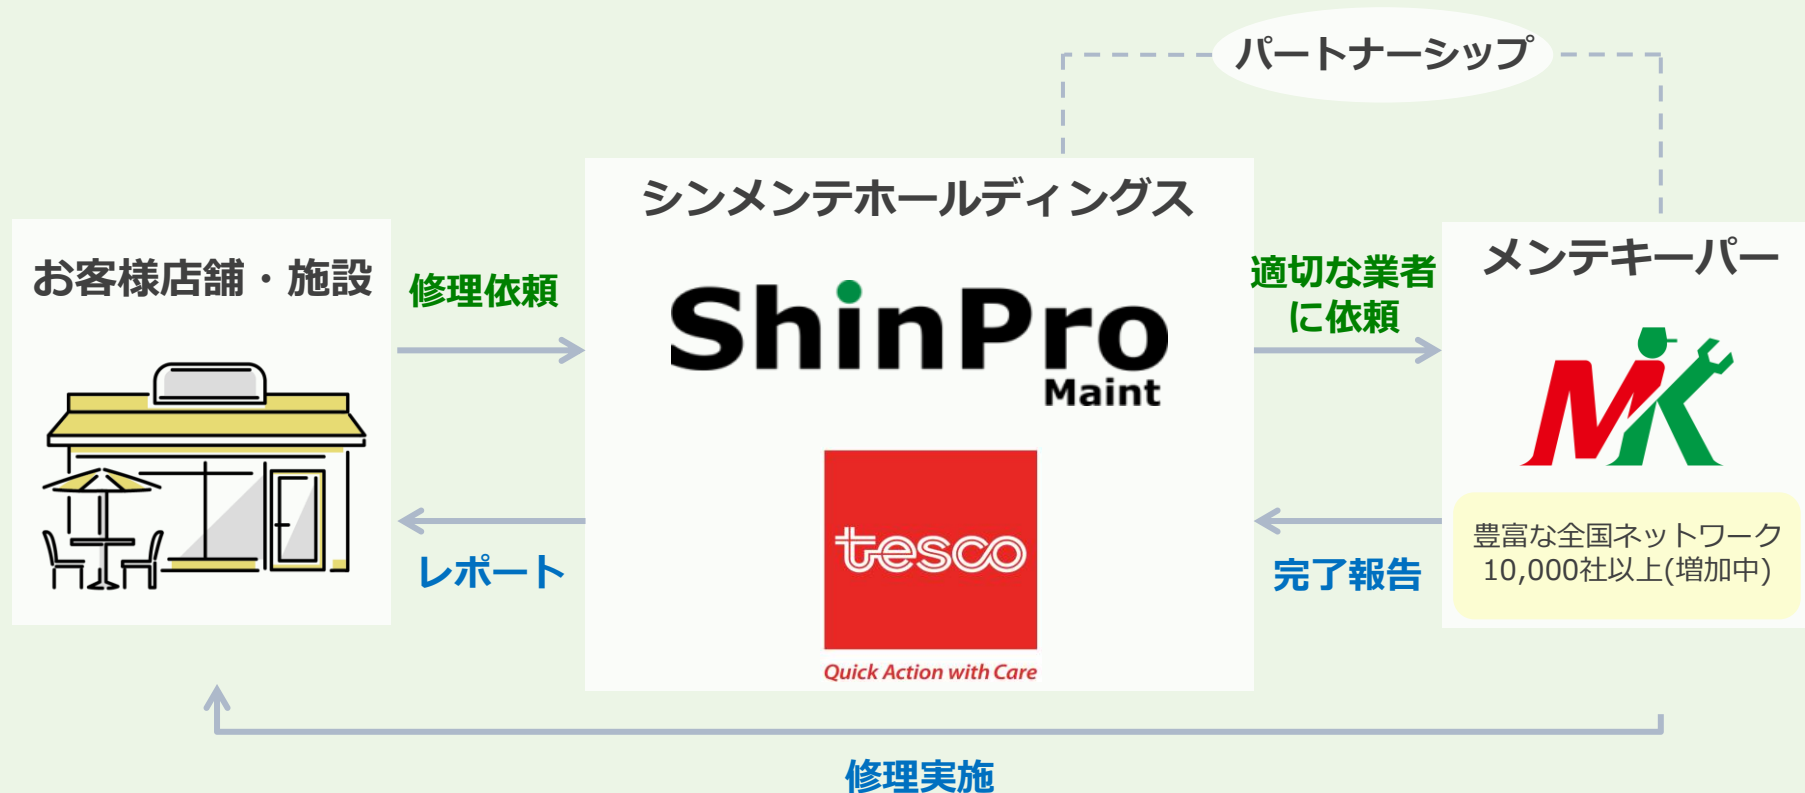 パートナーシップ
お客様店舗・施設
修理依頼
レポート
シンメンテホールディングス
ShinPro
Maint
tesco
Quick Action with Care
適切な業者
に依頼
完了報告
メンテキーパー
MK
豊富な全国ネットワーク
10,000社以上(増加中)
修理実施